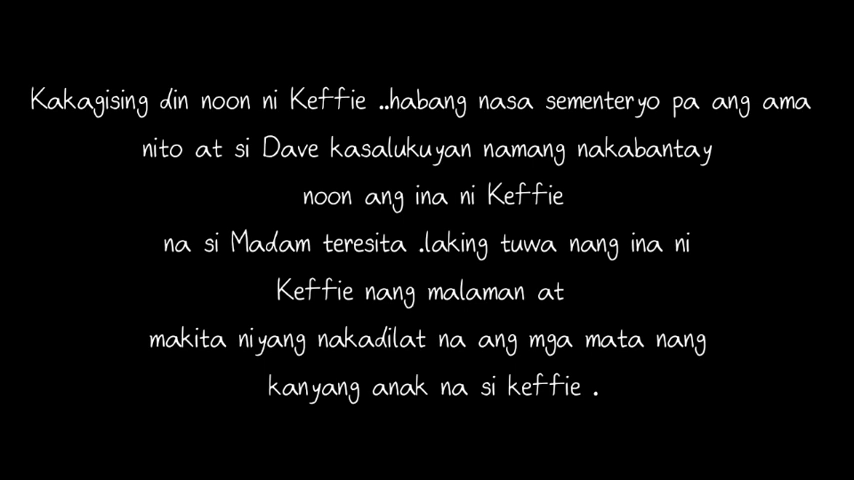 Kakagising din noon ni Keffie ..habang nasa sementeryo pa ang ama
nito at si Dave kasalukuyan namang nakabantay
noon ang ina ni Keffie
na si Madam teresita .laking tuwa nang ina ni
Keffie nang malaman at
makita niyang nakadilat na ang mga mata nang
kanyang anak na si keffie .